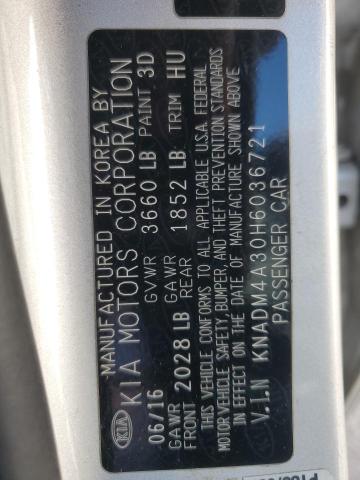 MANUFACTURED IN KOREA BY
KIA KIA MOTORS CORPORATION
06/16 GVWR 3660 LB PAINT 3D
GAWR FRONT 2028 LB GAWR REAR 1852 LB TRIM HU
THIS VEHICLE CONFORMS TO ALL APPLICABLE U.S.A. FEDERAL
MOTOR VEHICLE SAFETY, BUMPER, AND THEFT PREVENTION STANDARDS
IN EFFECT ON THE DATE OF MANUFACTURE SHOWN ABOVE
V.I.N KNADM4A30H6036721
PASSENGER CAR